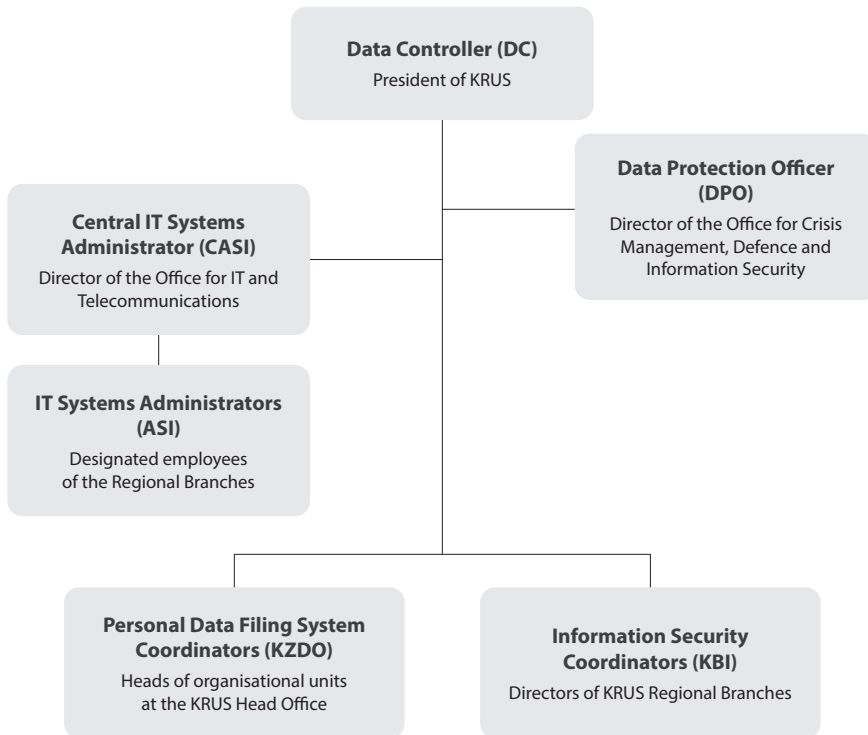 Data Controller (DC)
President of KRUS
Data Protection Officer
(DPO)
Director of the Office for Crisis
Management, Defence and
Information Security
Central IT Systems
Administrator (CASI)
Director of the Office for IT and
Telecommunications
IT Systems Administrators
(ASI)
Designated employees
of the Regional Branches
Personal Data Filing System
Coordinators (KZDO)
Heads of organisational units
at the KRUS Head Office
Information Security
Coordinators (KBI)
Directors of KRUS Regional Branches